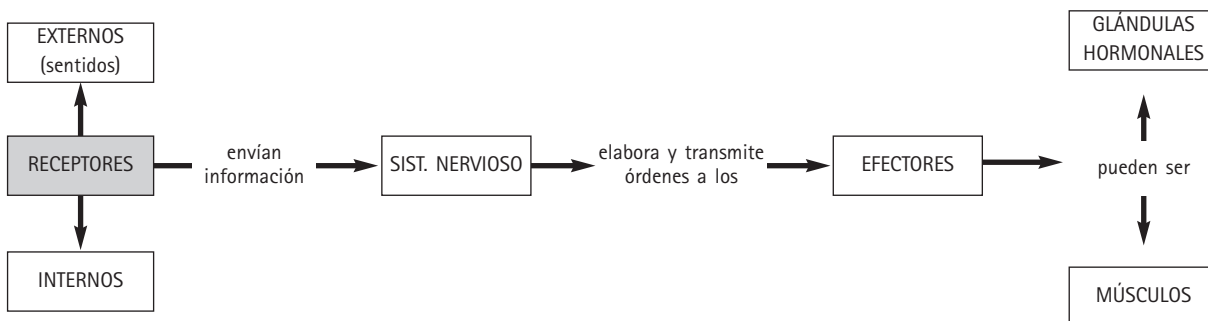 EXTERNOS
(sentidos)
RECEPTORES
INTERNOS
envían
información
SIST. NERVIOSO
elabora y transmite
órdenes a los
EFECTORES
pueden ser
GLÁNDULAS
HORMONALES
MÚSCULOS